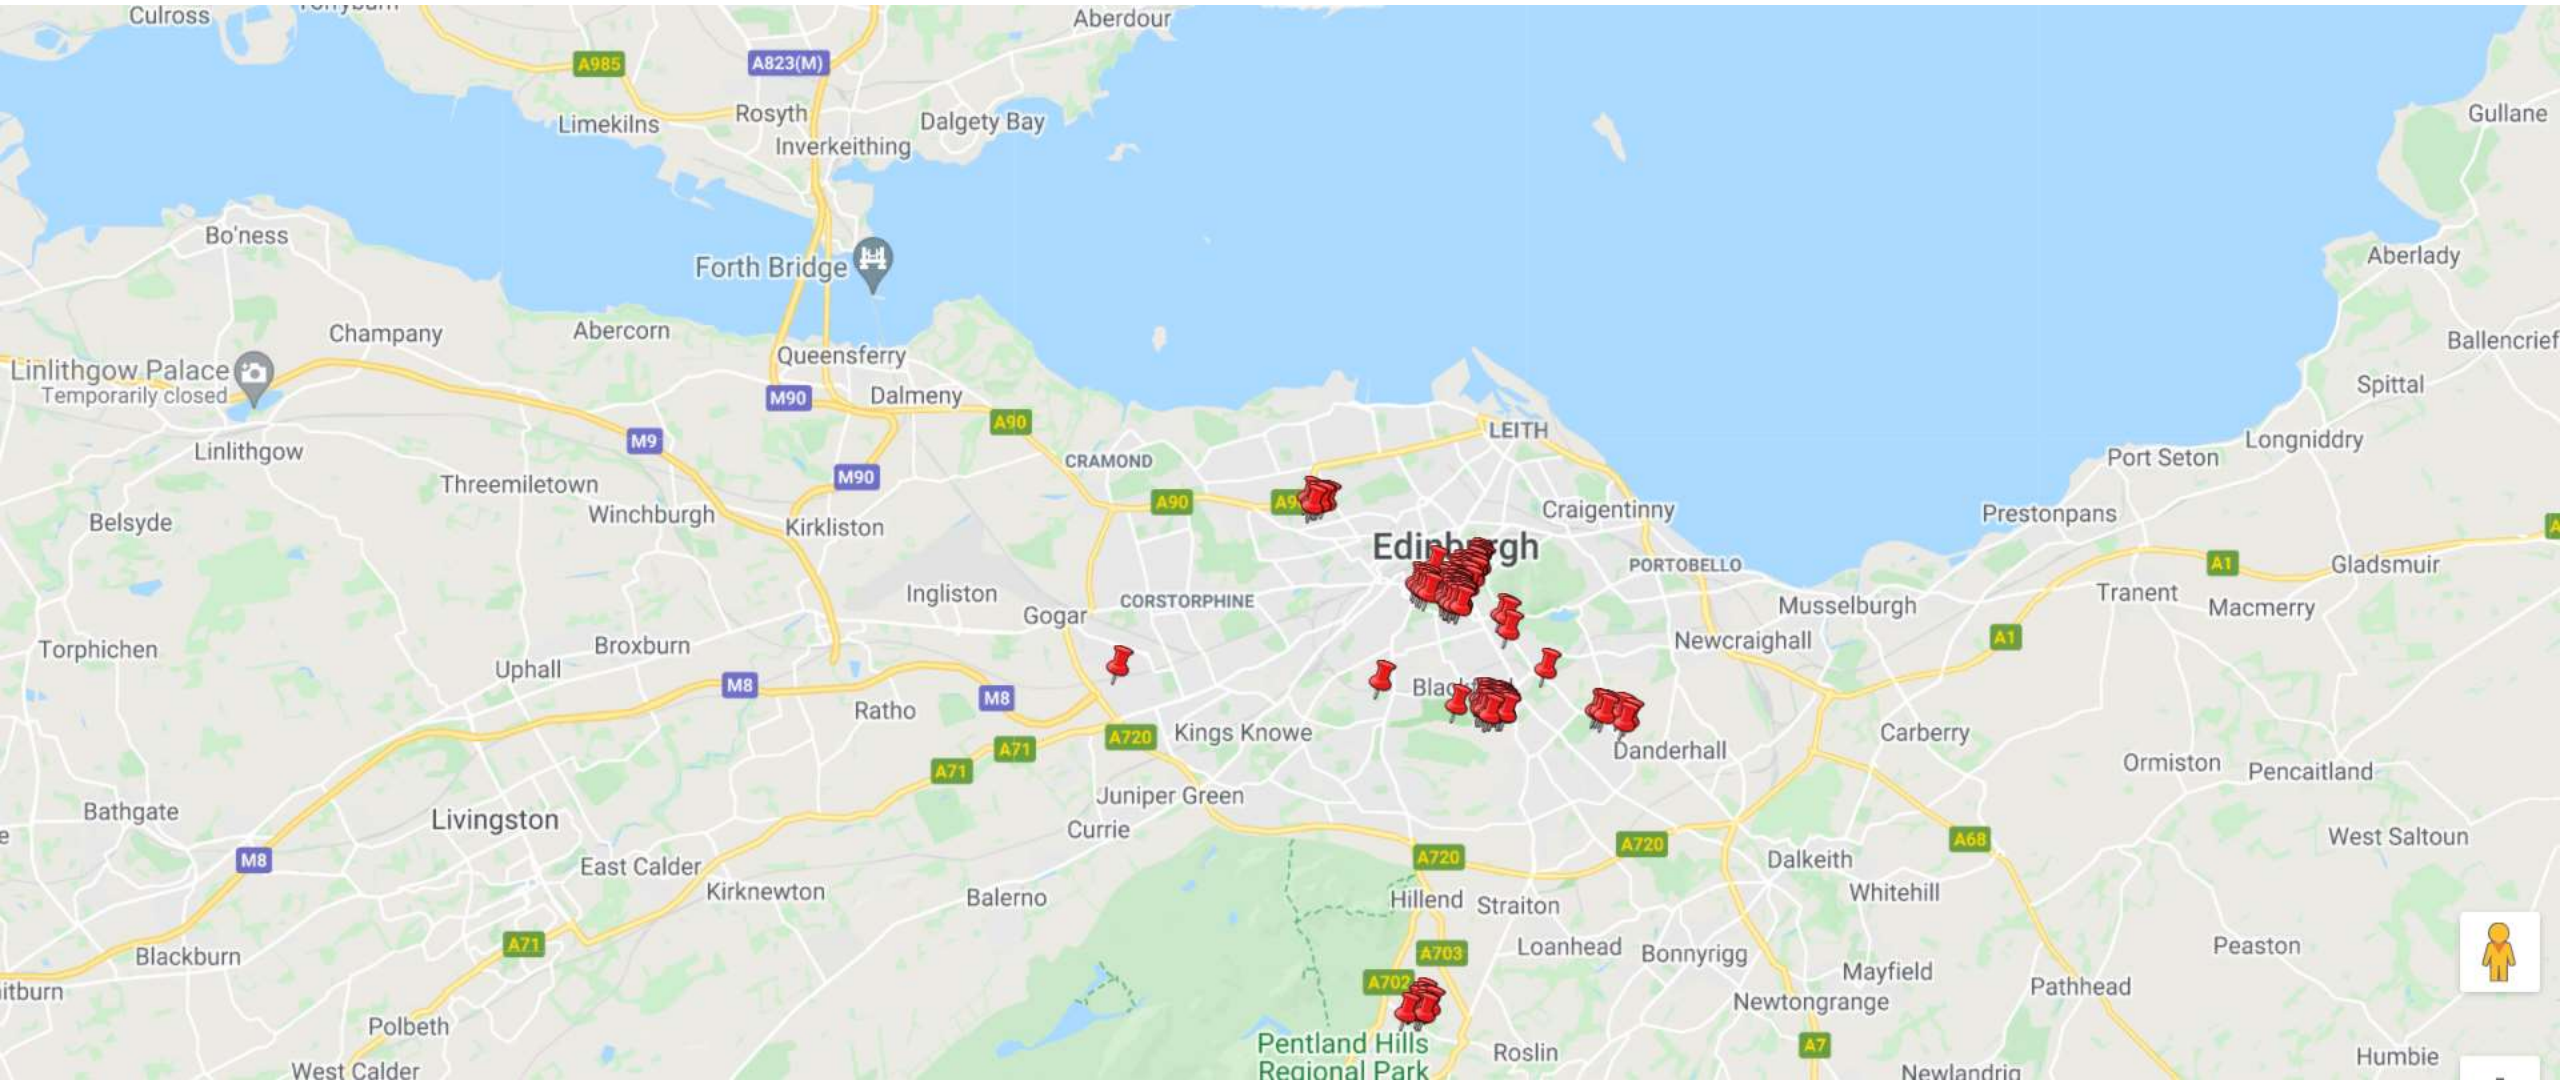 Culross
Aberdour
A985
A823(M)
Rosyth
Limekilns
Dalgety Bay
Inverkeithing
Gullane
Bo'ness
Forth Bridge
Aberlady
Champany
Abercorn
Queensferry
Ballencrief
Linlithgow Palace
Temporarily closed
M90
Dalmeny
Spittal
A90
LEITH
M9
Linlithgow
CRAMOND
Longniddry
Port Seton
M90
Threemiletown
A90
Winchburgh
Belsyde
Kirkliston
Craigentinny
Prestonpans
Edinburgh
A1
Gladsmuir
PORTOBELLO
Ingliston
CORSTORPHINE
Gogar
Musselburgh
Tranent
Macmerry
A1
Newcraighall
Torphichen
Broxburn
Uphall
M8
M8
Ratho
Kings Knowe
A720
A71
A71
Danderhall
Carberry
Ormiston
Pencaitland
Juniper Green
Bathgate
Livingston
Currie
West Saltoun
M8
A720
A720
A68
East Calder
Kirknewton
Dalkeith
Balerno
Hillend
Straiton
Whitehill
A71
Blackburn
A703
Loanhead
Bonnyrigg
Peaston
A702
Mayfield
Newtongrange
Pathhead
itburn
Polbeth
Pentland Hills
Regional Park
Roslin
A7
Humbie
West Calder
Newlandrig